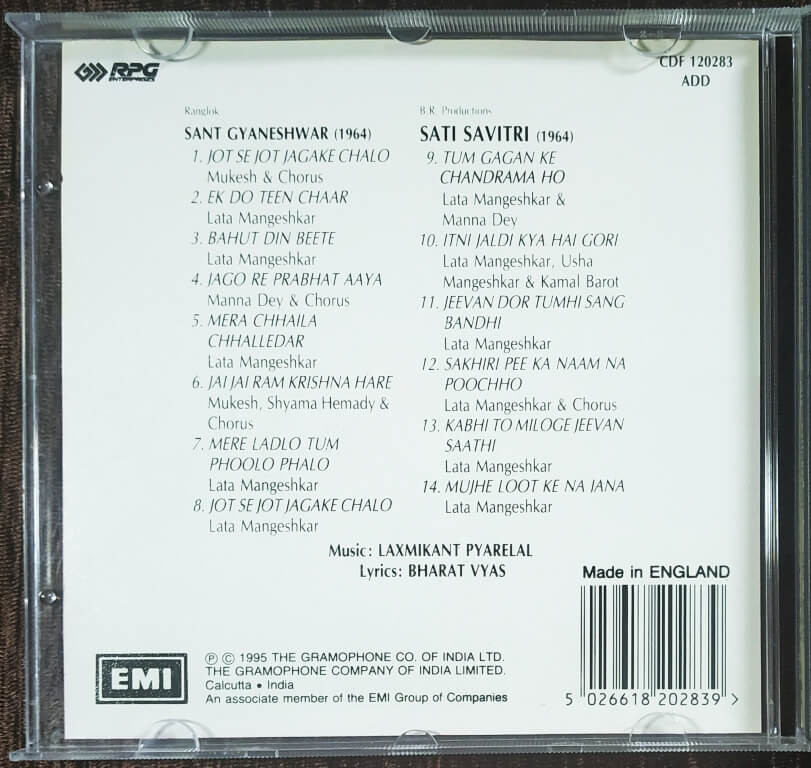 RPG
ENTERPRISES
CDF 120283
ADD
Ranglok
SANT GYANESHWAR (1964)
1. JOT SE JOT JAGAKE CHALO
Mukesh & Chorus
2. EK DO TEEN CHAAR
Lata Mangeshkar
3. BAHUT DIN BEETE
Lata Mangeshkar
4. JAGO RE PRABHAT AAYA
Manna Dey & Chorus
5. MERA CHHAILA
CHHALLEDAR
Lata Mangeshkar
6. JAI JAI RAM KRISHNA HARE
Mukesh, Shyama Hemady &
Chorus
7. MERE LADLO TUM
PHOOLO PHALO
Lata Mangeshkar
8. JOT SE JOT JAGAKE CHALO
Lata Mangeshkar
B.R. Productions
SATI SAVITRI (1964)
9. TUM GAGAN KE
CHANDRAMA HO
Lata Mangeshkar &
Manna Dey
10. ITNI JALDI KYA HAI GORI
Lata Mangeshkar, Usha
Mangeshkar & Kamal Barot
11. JEEVAN DOR TUMHI SANG
BANDHI
Lata Mangeshkar
12. SAKHIRI PEE KA NAAM NA
POOCHHO
Lata Mangeshkar & Chorus
13. KABHI TO MILOGE JEEVAN
SAATHI
Lata Mangeshkar
14. MUJHE LOOT KE NA JANA
Lata Mangeshkar
Music: LAXMIKANT PYARELAL
Lyrics: BHARAT VYAS
Made in ENGLAND
EMI
℗ © 1995 THE GRAMOPHONE CO. OF INDIA LTD.
THE GRAMOPHONE COMPANY OF INDIA LIMITED.
Calcutta • India
An associate member of the EMI Group of Companies
5 026618 202839 >